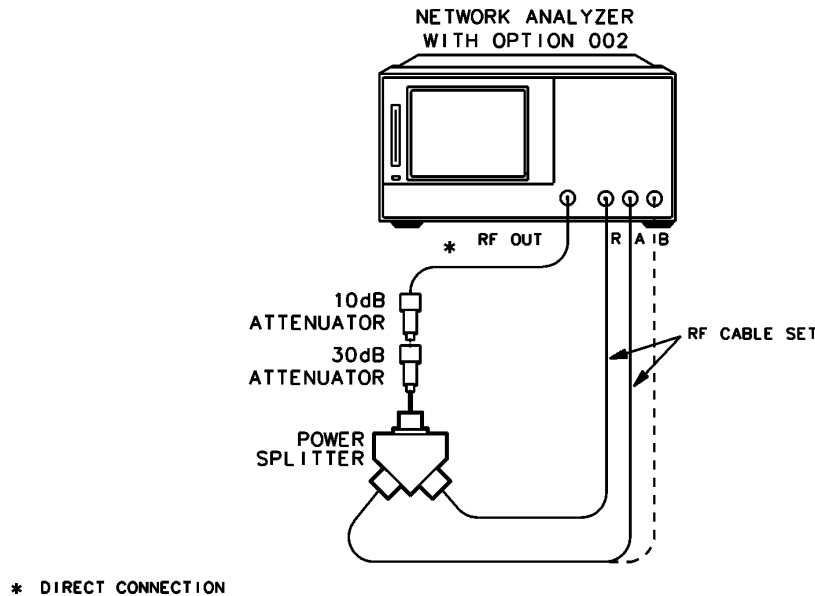 NETWORK ANALYZER
WITH OPTION 002
* RF OUT R A B
10dB
ATTENUATOR
30dB
ATTENUATOR
RF CABLE SET
POWER
SPLITTER
* DIRECT CONNECTION